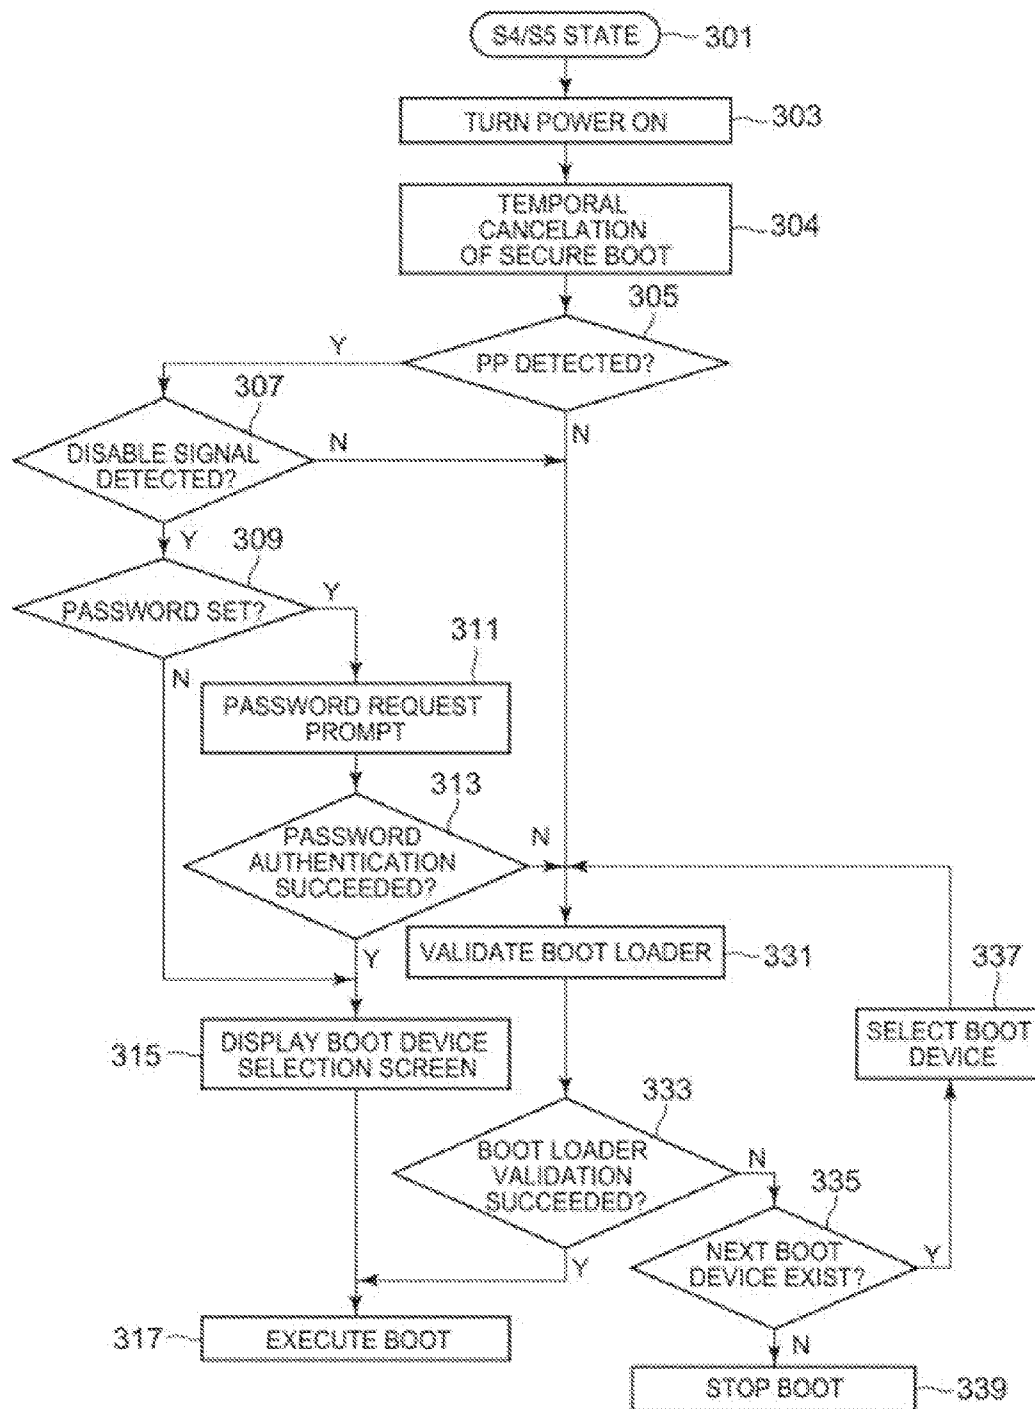 S4/S5 STATE
301
TURN POWER ON
303
TEMPORAL
CANCELATION
OF SECURE BOOT
304
305
PP DETECTED?
Y
N
307
DISABLE SIGNAL
DETECTED?
N
Y
309
PASSWORD SET?
Y
N
311
PASSWORD REQUEST
PROMPT
313
PASSWORD
AUTHENTICATION
SUCCEEDED?
N
Y
VALIDATE BOOT LOADER
331
337
SELECT BOOT
DEVICE
315
DISPLAY BOOT DEVICE
SELECTION SCREEN
333
BOOT LOADER
VALIDATION
SUCCEEDED?
N
Y
335
NEXT BOOT
DEVICE EXIST?
Y
N
317
EXECUTE BOOT
STOP BOOT
339